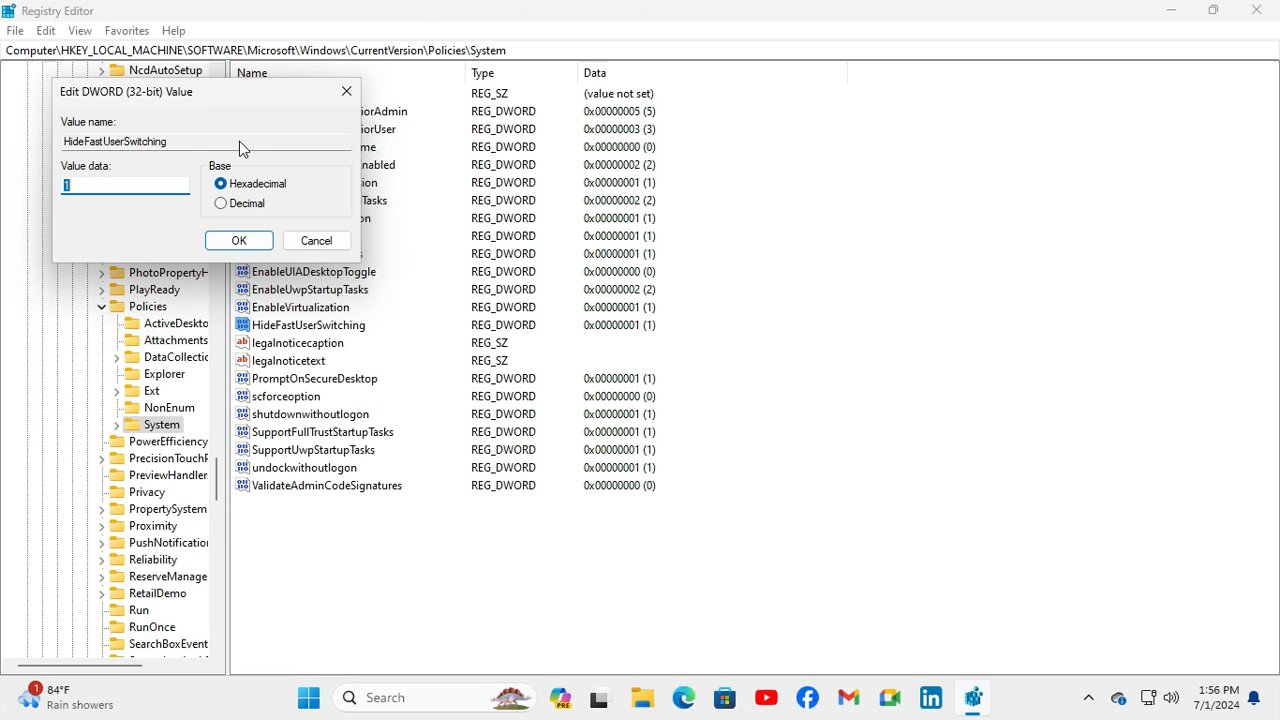 Registry Editor
File Edit View Favorites Help
Computer\HKEY_LOCAL_MACHINE\SOFTWARE\Microsoft\Windows\CurrentVersion\Policies\System
NcdAutoSetup
Edit DWORD (32-bit) Value
Value name:
HideFastUserSwitching
Value data:
1
Base
Hexadecimal
Decimal
OK Cancel
PhotoPropertyH
PlayReady
Policies
ActiveDeskto
Attachments
DataCollectic
Explorer
Ext
NonEnum
System
PowerEfficiency
PrecisionTouchF
PreviewHandler
Privacy
PropertySystem
Proximity
PushNotification
Reliability
ReserveManage
RetailDemo
Run
RunOnce
SearchBoxEvent
Name Type Data
REG_SZ (value not set)
iorAdmin REG_DWORD 0x00000005 (5)
iorUser REG_DWORD 0x00000003 (3)
me REG_DWORD 0x00000000 (0)
nabled REG_DWORD 0x00000002 (2)
ion REG_DWORD 0x00000001 (1)
Tasks REG_DWORD 0x00000002 (2)
on REG_DWORD 0x00000001 (1)
REG_DWORD 0x00000001 (1)
s REG_DWORD 0x00000001 (1)
EnableUIADesktopToggle REG_DWORD 0x00000000 (0)
EnableUwpStartupTasks REG_DWORD 0x00000002 (2)
EnableVirtualization REG_DWORD 0x00000001 (1)
HideFastUserSwitching REG_DWORD 0x00000001 (1)
legalnoticecaption REG_SZ
legalnoticetext REG_SZ
PromptOnSecureDesktop REG_DWORD 0x00000001 (1)
scforceoption REG_DWORD 0x00000000 (0)
shutdownwithoutlogon REG_DWORD 0x00000001 (1)
SupportFullTrustStartupTasks REG_DWORD 0x00000001 (1)
SupportUwpStartupTasks REG_DWORD 0x00000001 (1)
undockwithoutlogon REG_DWORD 0x00000001 (1)
ValidateAdminCodeSignatures REG_DWORD 0x00000000 (0)
1
84°F
Rain showers
Search
PRE
1:56 PM
7/1/2024